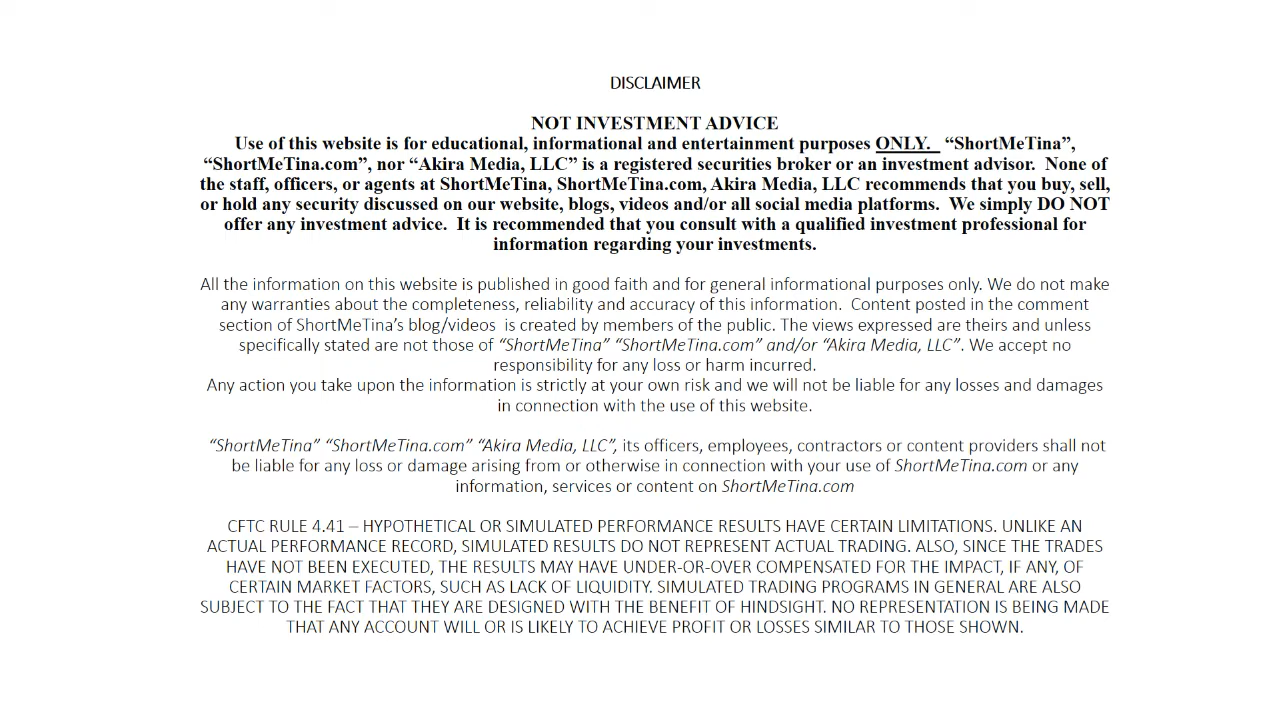 DISCLAIMER
NOT INVESTMENT ADVICE
Use of this website is for educational, informational and entertainment purposes ONLY.  “ShortMeTina”,
“ShortMeTina.com”, nor “Akira Media, LLC” is a registered securities broker or an investment advisor.  None of
the staff, officers, or agents at ShortMeTina, ShortMeTina.com, Akira Media, LLC recommends that you buy, sell,
or hold any security discussed on our website, blogs, videos and/or all social media platforms.  We simply DO NOT
offer any investment advice.  It is recommended that you consult with a qualified investment professional for
information regarding your investments.
All the information on this website is published in good faith and for general informational purposes only. We do not make
any warranties about the completeness, reliability and accuracy of this information.  Content posted in the comment
section of ShortMeTina’s blog/videos  is created by members of the public. The views expressed are theirs and unless
specifically stated are not those of “ShortMeTina” “ShortMeTina.com” and/or “Akira Media, LLC”. We accept no
responsibility for any loss or harm incurred.
Any action you take upon the information is strictly at your own risk and we will not be liable for any losses and damages
in connection with the use of this website.
“ShortMeTina” “ShortMeTina.com” “Akira Media, LLC”, its officers, employees, contractors or content providers shall not
be liable for any loss or damage arising from or otherwise in connection with your use of ShortMeTina.com or any
information, services or content on ShortMeTina.com
CFTC RULE 4.41 – HYPOTHETICAL OR SIMULATED PERFORMANCE RESULTS HAVE CERTAIN LIMITATIONS. UNLIKE AN
ACTUAL PERFORMANCE RECORD, SIMULATED RESULTS DO NOT REPRESENT ACTUAL TRADING. ALSO, SINCE THE TRADES
HAVE NOT BEEN EXECUTED, THE RESULTS MAY HAVE UNDER-OR-OVER COMPENSATED FOR THE IMPACT, IF ANY, OF
CERTAIN MARKET FACTORS, SUCH AS LACK OF LIQUIDITY. SIMULATED TRADING PROGRAMS IN GENERAL ARE ALSO
SUBJECT TO THE FACT THAT THEY ARE DESIGNED WITH THE BENEFIT OF HINDSIGHT. NO REPRESENTATION IS BEING MADE
THAT ANY ACCOUNT WILL OR IS LIKELY TO ACHIEVE PROFIT OR LOSSES SIMILAR TO THOSE SHOWN.